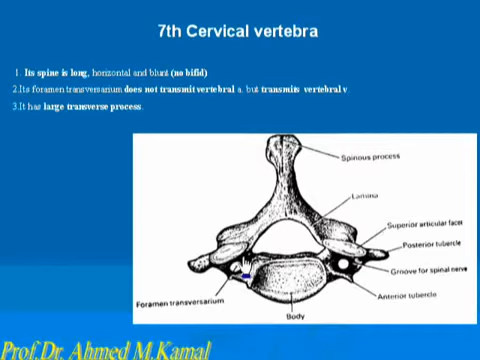 7th Cervical vertebra
1. Its spine is long, horizontal and blunt (no bifid)
2.Its foramen transversarium does not transmit vertebral a. but transmits vertebral v.
3.It has large transverse process.
Spinous process
Lamina
Superior articular facet
Posterior tubercle
Groove for spinal nerve
Anterior tubercle
Foramen transversarium
Body
Prof.Dr. Ahmed M.Kamal